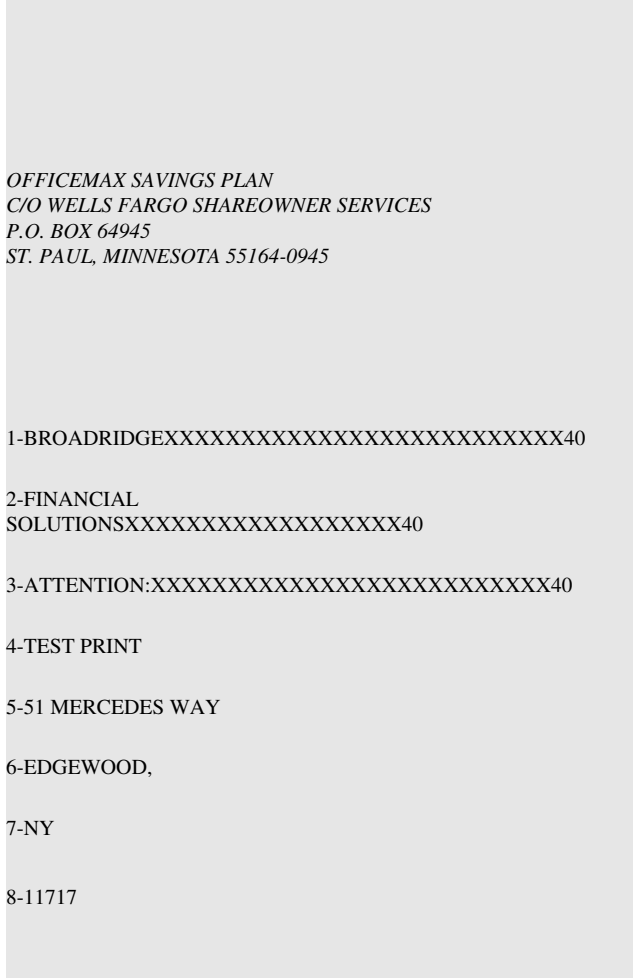 OFFICEMAX SAVINGS PLAN
C/O WELLS FARGO SHAREOWNER SERVICES
P.O. BOX 64945
ST. PAUL, MINNESOTA 55164-0945
1-BROADRIDGEXXXXXXXXXXXXXXXXXXXXXXXXXX40
2-FINANCIAL
SOLUTIONSXXXXXXXXXXXXXXXXXX40
3-ATTENTION:XXXXXXXXXXXXXXXXXXXXXXXXXX40
4-TEST PRINT
5-51 MERCEDES WAY
6-EDGEWOOD,
7-NY
8-11717